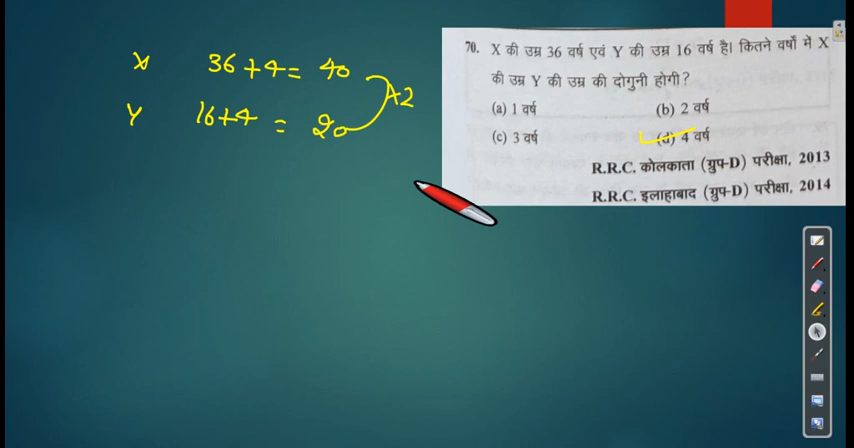 X 36+4= 40
Y 16+4 = 20
×2
70. X की उम्र 36 वर्ष एवं Y की उम्र 16 वर्ष है। कितने वर्षों में X
की उम्र Y की उम्र की दोगुनी होगी?
(a) 1 वर्ष (b) 2 वर्ष
(c) 3 वर्ष (d) 4 वर्ष
R.R.C. कोलकाता (ग्रुप-D) परीक्षा, 2013
R.R.C. इलाहाबाद (ग्रुप-D) परीक्षा, 2014